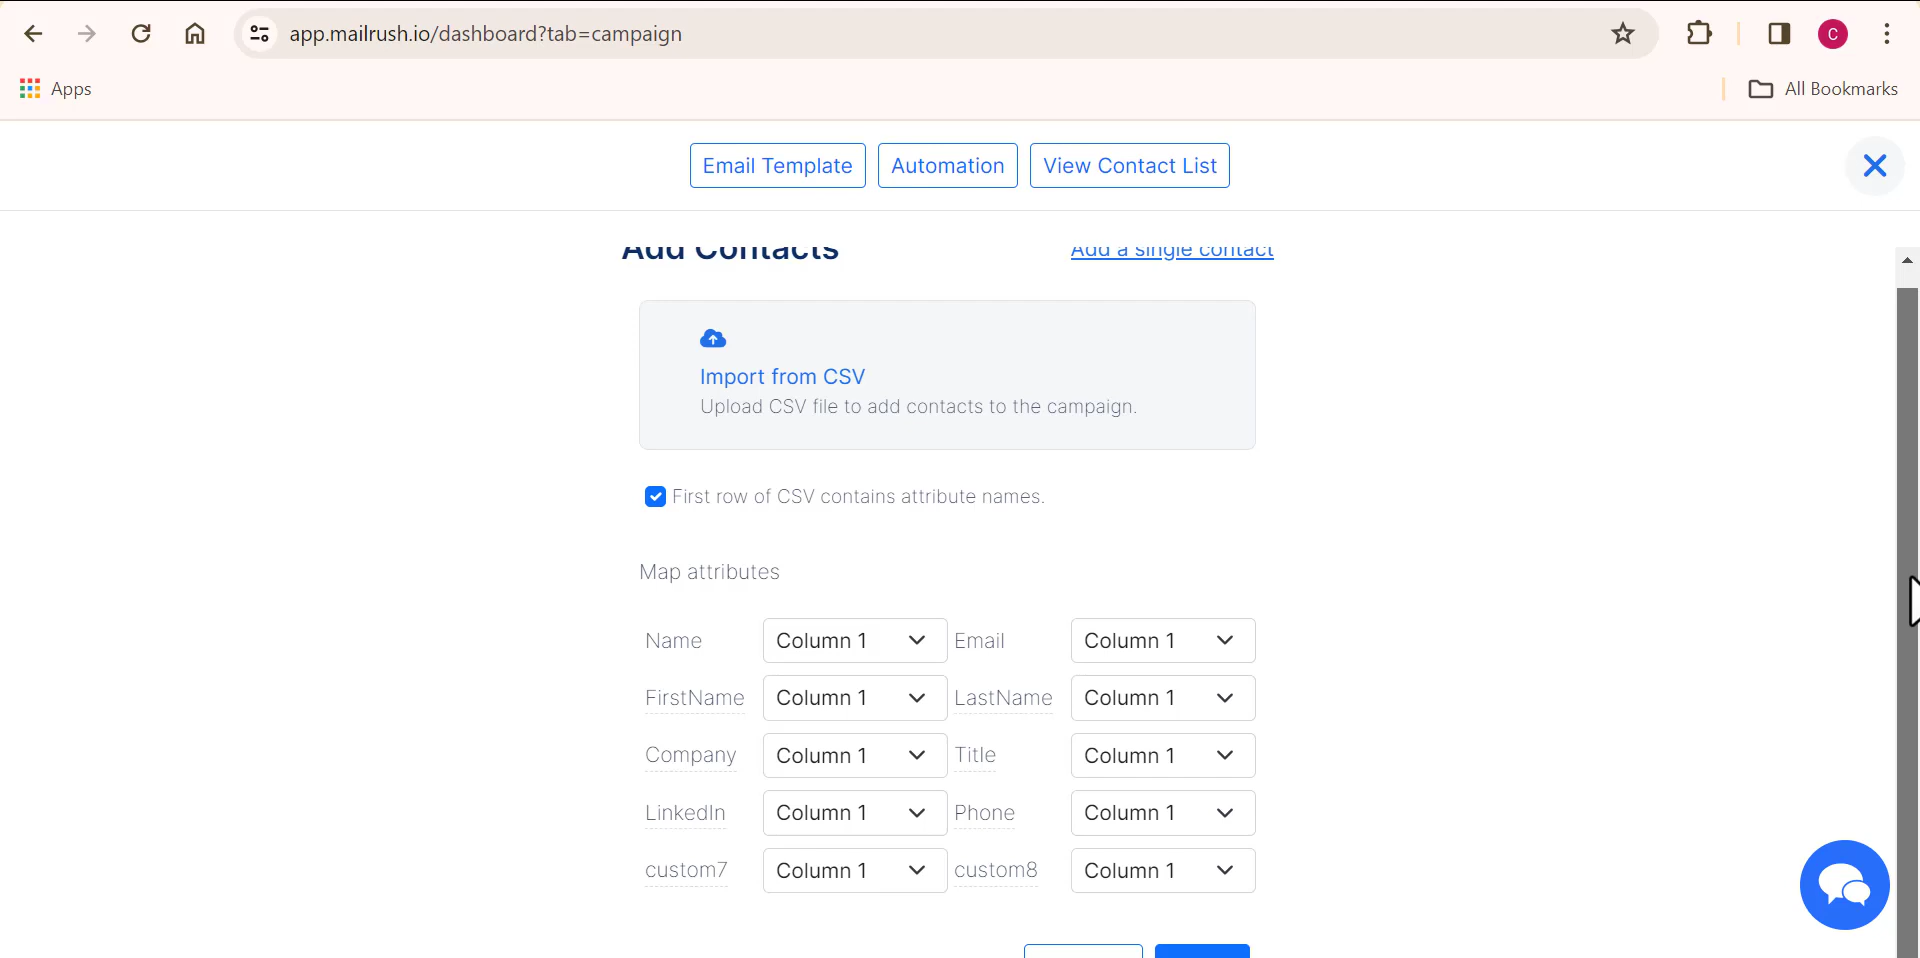 app.mailrush.io/dashboard?tab=campaign
C
Apps
All Bookmarks
Email Template
Automation
View Contact List
Add Contacts
Add a single contact
Import from CSV
Upload CSV file to add contacts to the campaign.
First row of CSV contains attribute names.
Map attributes
Name Column 1 Email Column 1
FirstName Column 1 LastName Column 1
Company Column 1 Title Column 1
LinkedIn Column 1 Phone Column 1
custom7 Column 1 custom8 Column 1